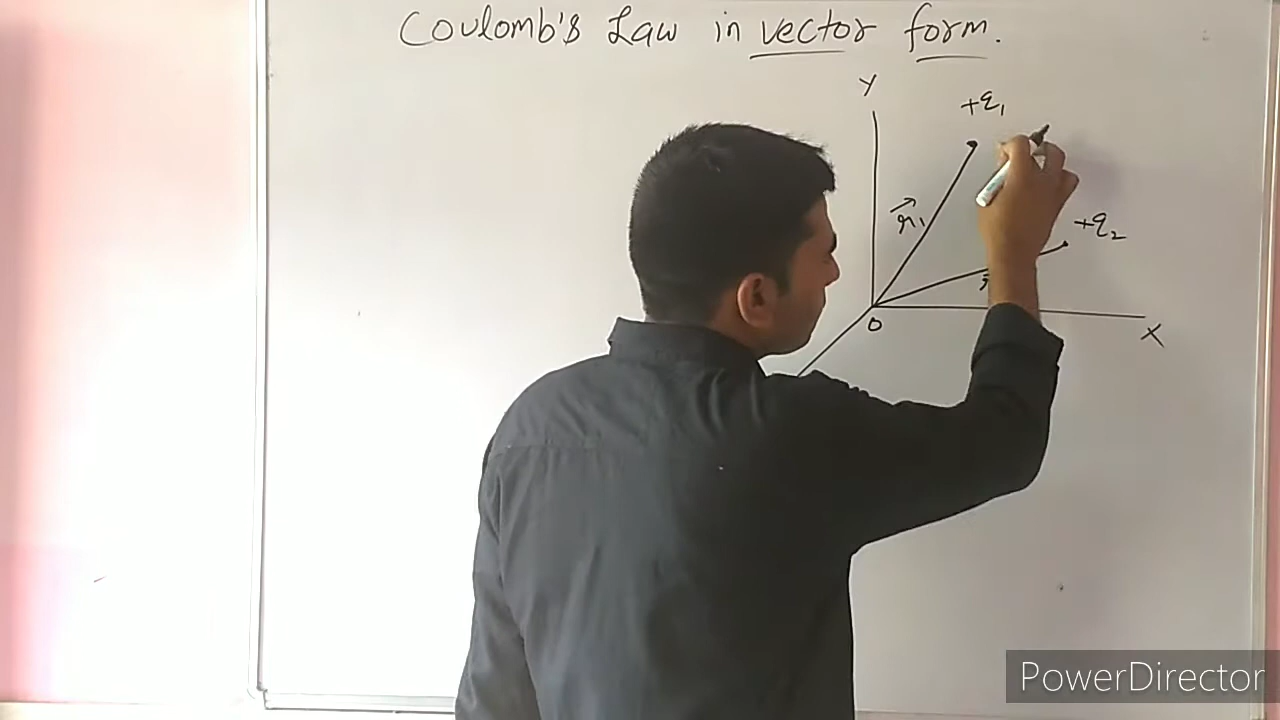 Coulomb's Law in vector form.
Y
+q₁
r₁
+q₂
O
X
PowerDirector